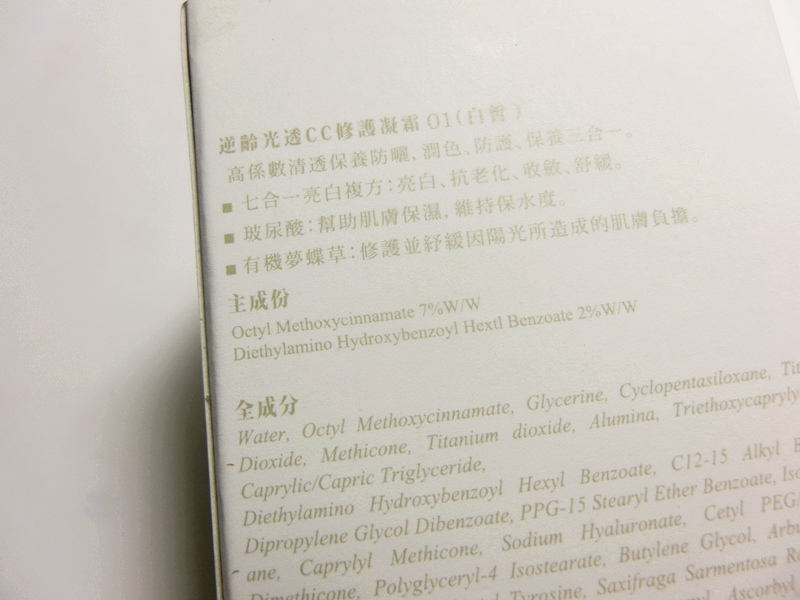 逆齡光透CC修護凝霜 01(白皙)
高係數清透保養防曬,潤色、防護、保養三合一。
■ 七合一亮白複方:亮白、抗老化、收斂、舒緩。
■ 玻尿酸:幫助肌膚保濕,維持保水度。
■ 有機夢蝶草:修護並紓緩因陽光所造成的肌膚負擔。
主成份
Octyl Methoxycinnamate 7%W/W
Diethylamino Hydroxybenzoyl Hextl Benzoate 2%W/W
全成分
Water, Octyl Methoxycinnamate, Glycerine, Cyclopentasiloxane,
Dioxide, Methicone, Titanium dioxide, Alumina,
Caprylic/Capric Triglyceride,
Diethylamino Hydroxybenzoyl Hexyl Benzoate, C12-15 Alkyl
Dipropylene Glycol Dibenzoate, PPG-15 Stearyl Ether Benzoate,
ane, Caprylyl Methicone, Sodium Hyaluronate, Cetyl
Dimethicone, Polyglyceryl-4 Isostearate, Butylene Glycol,
Tyrosine, Saxifraga Sarmentosa
Ascorbyl